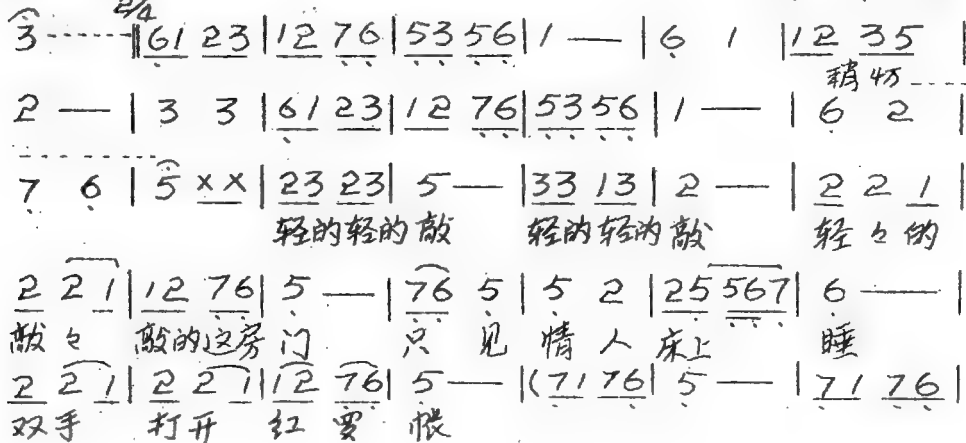 2/4
3 - - - - - ‖ 61 23 | 12 76 | 53 56 | 1 — | 6 1 | 12 35 |
稍切 - - - -
2 — | 3 3 | 61 23 | 12 76 | 53 56 | 1 — | 6 2 |
7 6 | 5 ×× | 23 23 | 5 — | 33 13 | 2 — | 2 2 1 |
轻的轻的敲 轻的轻的敲 轻々的
2 2 1 | 12 76 | 5 — | 76 5 | 5 2 | 25 567 | 6 — |
敲々 敲的这房门 只见情人床上 睡
2 2 1 | 2 2 1 | 12 76 | 5 — | (71 76 | 5 — | 71 76 |
双手 打开 红 帐